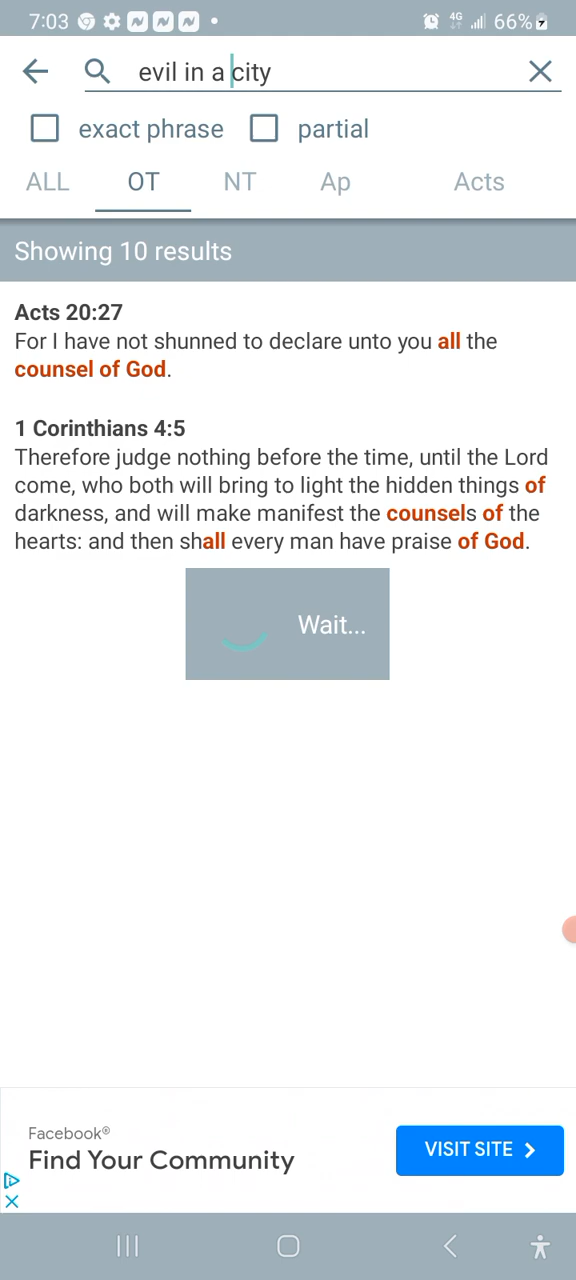 7:03 4G 66%
evil in a city
exact phrase partial
ALL OT NT Ap Acts
Showing 10 results
Acts 20:27
For I have not shunned to declare unto you all the
counsel of God.
1 Corinthians 4:5
Therefore judge nothing before the time, until the Lord
come, who both will bring to light the hidden things of
darkness, and will make manifest the counsels of the
hearts: and then shall every man have praise of God.
Wait...
Facebook®
Find Your Community
VISIT SITE